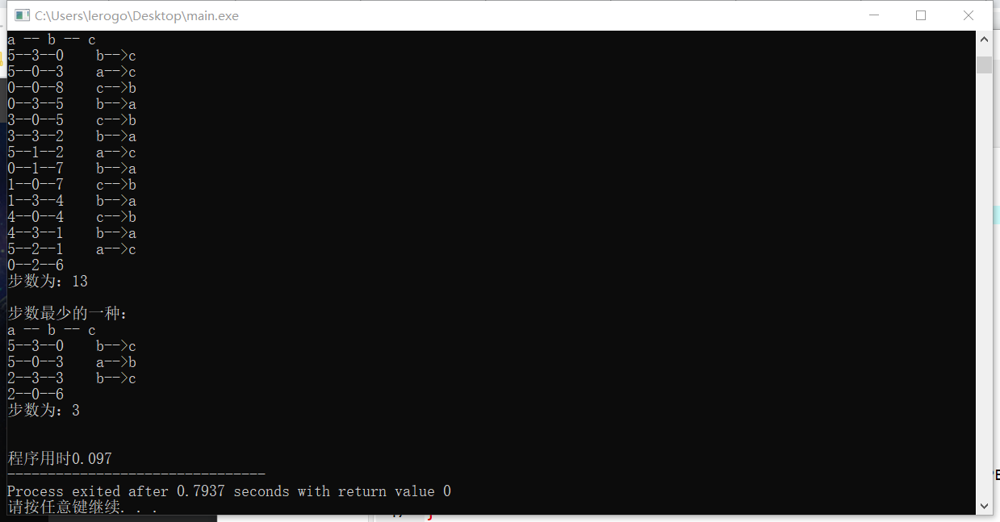 C:\Users\lerogo\Desktop\main.exe
a -- b -- c
5--3--0    b-->c
5--0--3    a-->c
0--0--8    c-->b
0--3--5    b-->a
3--0--5    c-->b
3--3--2    b-->a
5--1--2    a-->c
0--1--7    b-->a
1--0--7    c-->b
1--3--4    b-->a
4--0--4    c-->b
4--3--1    b-->a
5--2--1    a-->c
0--2--6
步数为：13
步数最少的一种：
a -- b -- c
5--3--0    b-->c
5--0--3    a-->b
2--3--3    b-->c
2--0--6
步数为：3
程序用时0.097
--------------------------------
Process exited after 0.7937 seconds with return value 0
请按任意键继续. . .